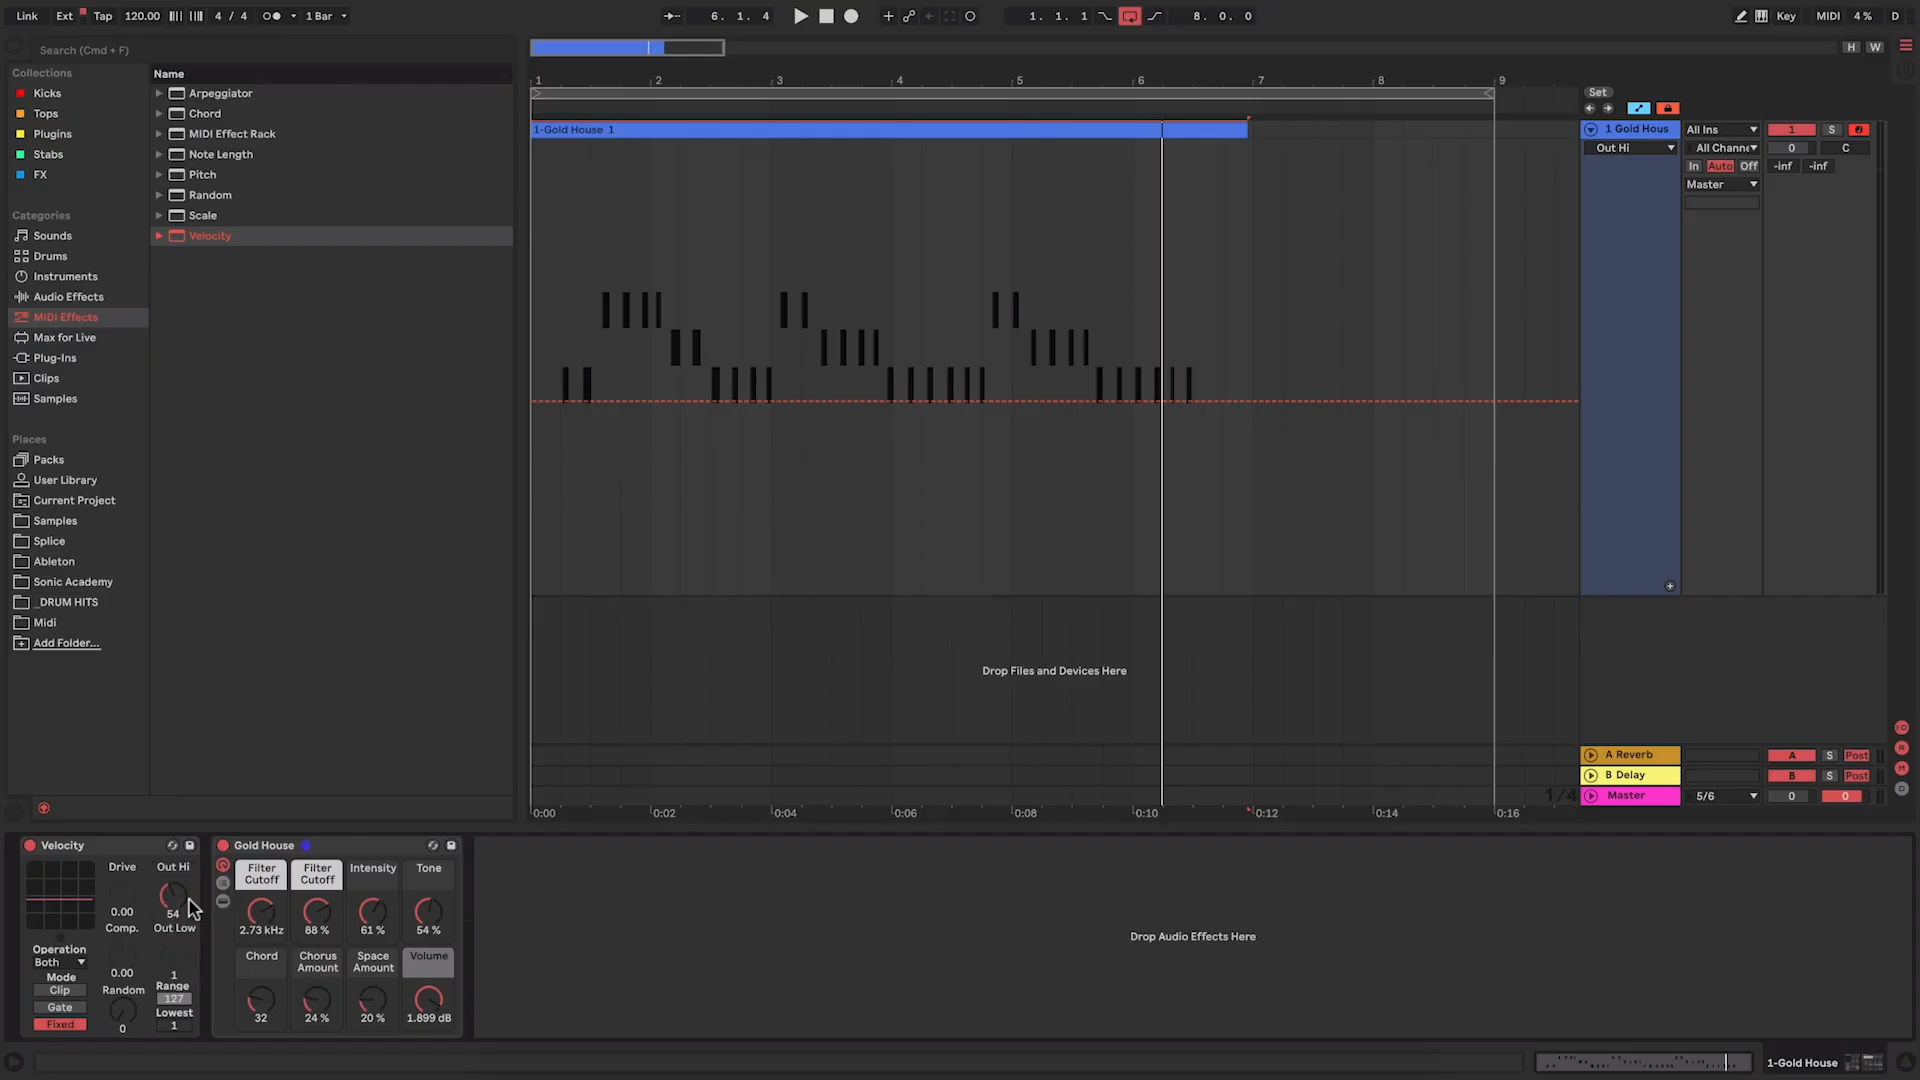 Link Ext Tap 120.00 4 / 4 1 Bar
6. 1. 4
1. 1. 1
8. 0. 0
Key MIDI 4 % D
Search (Cmd + F)
H W
Collections
Kicks
Tops
Plugins
Stabs
FX
Categories
Sounds
Drums
Instruments
Audio Effects
MIDI Effects
Max for Live
Plug-Ins
Clips
Samples
Places
Packs
User Library
Current Project
Samples
Splice
Ableton
Sonic Academy
_DRUM HITS
Midi
Add Folder...
Name
Arpeggiator
Chord
MIDI Effect Rack
Note Length
Pitch
Random
Scale
Velocity
1 2 3 4 5 6 7 8 9
1-Gold House 1
Drop Files and Devices Here
1/4
0:00 0:02 0:04 0:06 0:08 0:10 0:12 0:14 0:16
Set
1 Gold Hous All Ins 1 S
Out Hi All Channe 0 C
In Auto Off -inf -inf
Master
A Reverb A S Post
B Delay B S Post
Master 5/6 0 0
Velocity
Drive Out Hi
0.00 54
Comp. Out Low
Operation
Both 0.00 1
Mode Random Range
Clip 127
Gate Lowest
Fixed 0 1
Gold House
Filter Cutoff Filter Cutoff Intensity Tone
2.73 kHz 88 % 61 % 54 %
Chord Chorus Amount Space Amount Volume
32 24 % 20 % 1.899 dB
Drop Audio Effects Here
1-Gold House